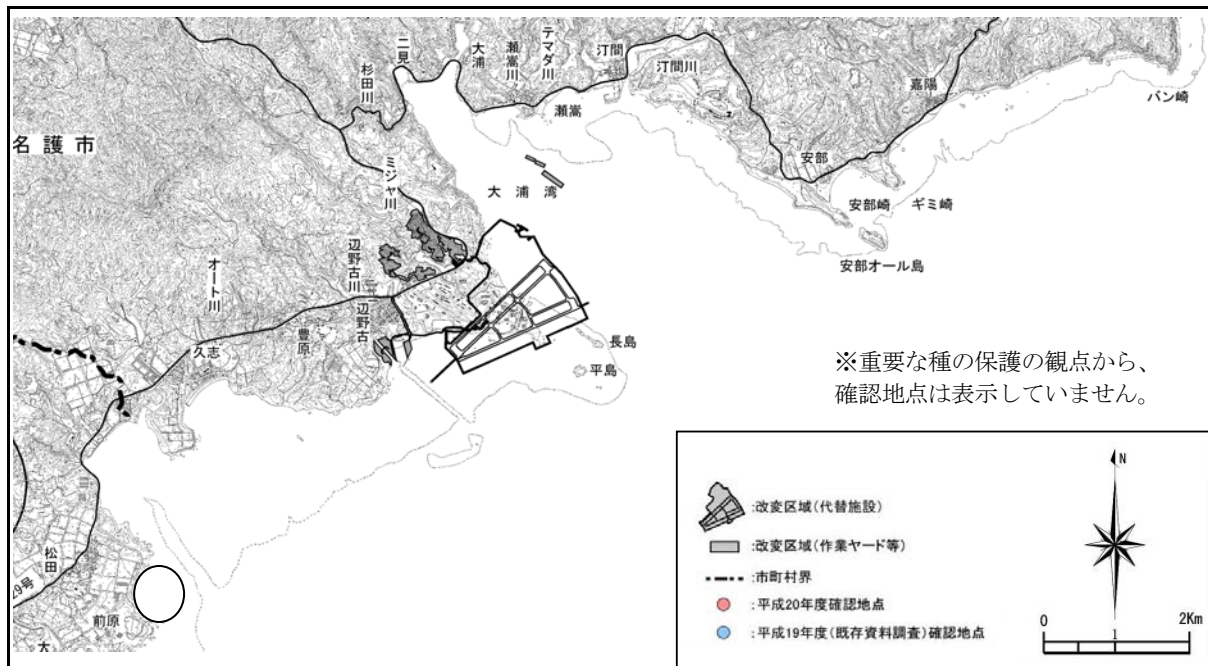 名護市
杉田川
二見
大浦
瀬嵩川
テマダ川
汀間
汀間川
瀬嵩
嘉陽
バン崎
安部
安部崎
ギミ崎
安部オール島
大浦湾
ミジャ川
辺野古川
辺野古
オート川
豊原
久志
長島
平島
松田
29号
前原
大
※重要な種の保護の観点から、
確認地点は表示していません。
:改変区域(代替施設)
:改変区域(作業ヤード等)
:市町村界
:平成20年度確認地点
:平成19年度(既存資料調査)確認地点
N
0 1 2Km